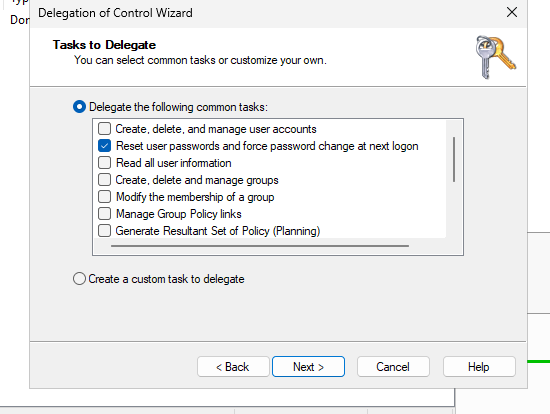 Delegation of Control Wizard
Tasks to Delegate
You can select common tasks or customize your own.
Delegate the following common tasks:
Create, delete, and manage user accounts
Reset user passwords and force password change at next logon
Read all user information
Create, delete and manage groups
Modify the membership of a group
Manage Group Policy links
Generate Resultant Set of Policy (Planning)
Create a custom task to delegate
< Back
Next >
Cancel
Help